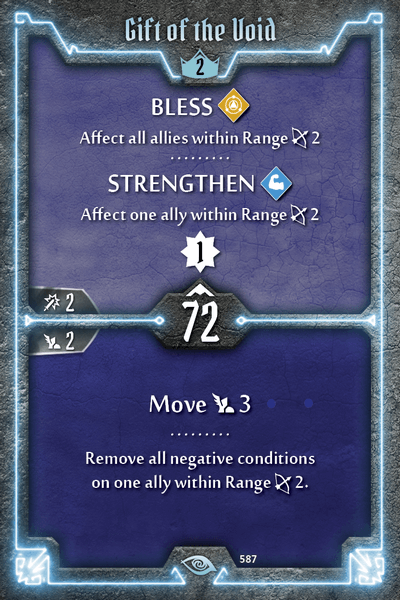 Gift of the Void
2
BLESS
Affect all allies within Range 2
STRENGTHEN
Affect one ally within Range 2
1
2
72
2
Move 3
Remove all negative conditions
on one ally within Range 2.
587